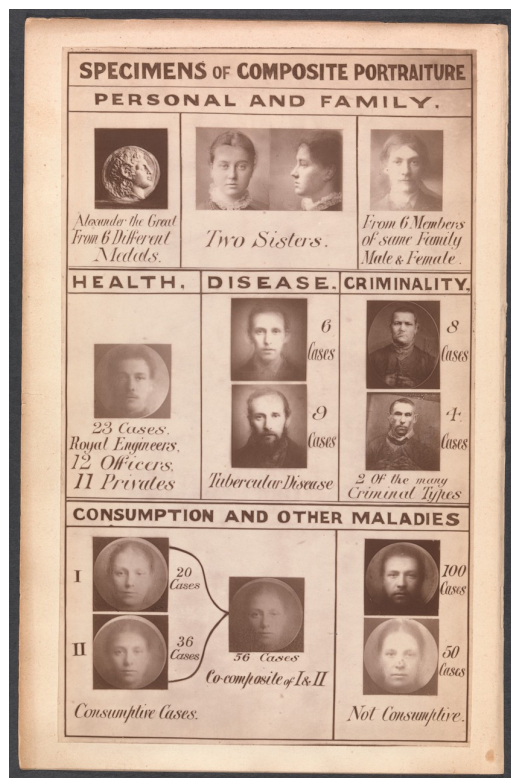 SPECIMENS OF COMPOSITE PORTRAITURE
PERSONAL AND FAMILY.
Alexander the Great
From 6 Different
Medals.
Two Sisters.
From 6 Members
of same Family
Male & Female.
HEALTH.
DISEASE.
CRIMINALITY.
23 Cases.
Royal Engineers.
12 Officers.
11 Privates
6
Cases
9
Cases
Tubercular Disease
8
Cases
4
Cases
2 Of the many
Criminal Types
CONSUMPTION AND OTHER MALADIES
I
20
Cases
II
36
Cases
56 Cases
Co-composite of I & II
Consumptive Cases.
100
Cases
50
Cases
Not Consumptive.